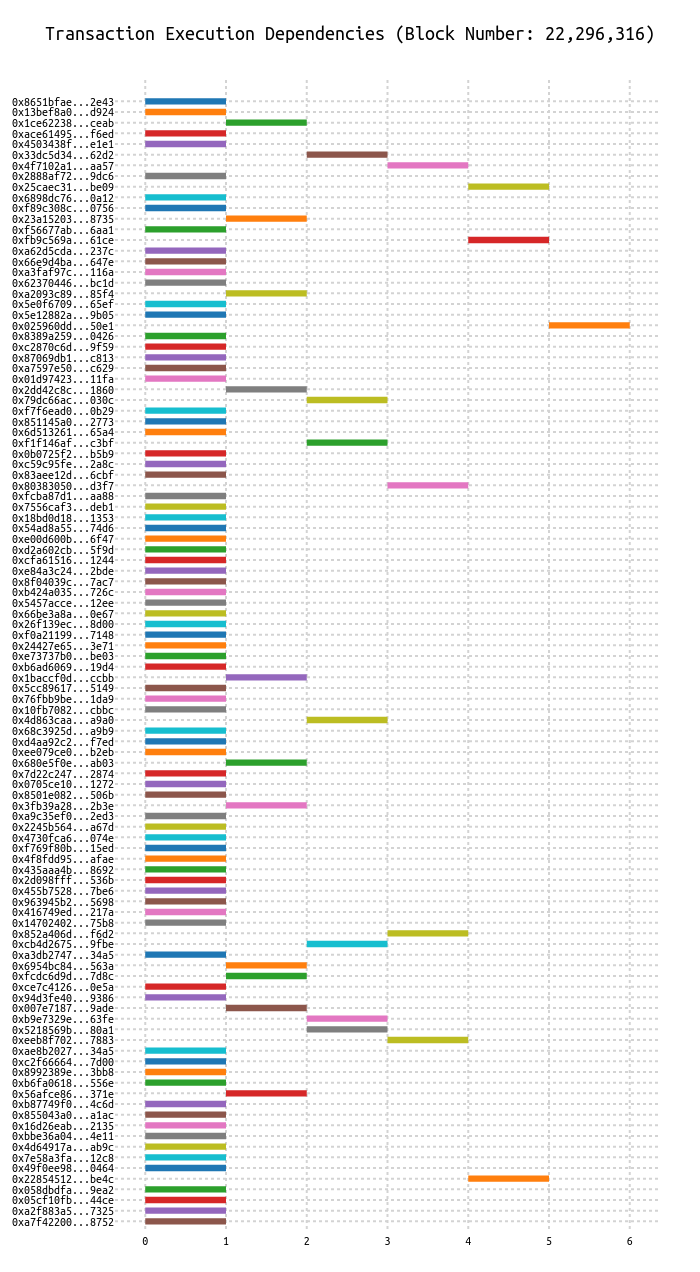 Transaction Execution Dependencies (Block Number: 22,296,316)
0x8651bfae...2e43
0x13bef8a0...d924
0x1ce62238...ceab
0xace61495...f6ed
0x4503438f...e1e1
0x33dc5d34...62d2
0x4f7102a1...aa57
0x2888af72...9dc6
0x25caec31...be09
0x6898dc76...0a12
0xf89c308c...0756
0x23a15203...8735
0xf56677ab...6aa1
0xfb9c569a...61ce
0xa62d5cda...237c
0x66e9d4ba...647e
0xa3faf97c...116a
0x62370446...bc1d
0xa2093c89...85f4
0x5e0f6709...65ef
0x5e12882a...9b05
0x025960dd...50e1
0x8389a259...0426
0xc2870c6d...9f59
0x87069db1...c813
0xa7597e50...c629
0x01d97423...11fa
0x2dd42c8c...1860
0x79dc66ac...030c
0xf7f6ead0...0b29
0x851145a0...2773
0x6d513261...65a4
0xf1f146af...c3bf
0x0b0725f2...b5b9
0xc59c95fe...2a8c
0x83aee12d...6cbf
0x80383050...d3f7
0xfcba87d1...aa88
0x7556caf3...deb1
0x18bd0d18...1353
0x54ad8a55...74d6
0xe00d600b...6f47
0xd2a602cb...5f9d
0xcfa61516...1244
0xe84a3c24...2bde
0x8f04039c...7ac7
0xb424a035...726c
0x5457acce...12ee
0x66be3a8a...0e67
0x26f139ec...8d00
0xf0a21199...7148
0x24427e65...3e71
0xe73737b0...be03
0xb6ad6069...19d4
0x1baccf0d...ccbb
0x5cc89617...5149
0x76fbb9be...1da9
0x10fb7082...cbbc
0x4d863caa...a9a0
0x68c3925d...a9b9
0xd4aa92c2...f7ed
0xee079ce0...b2eb
0x680e5f0e...ab03
0x7d22c247...2874
0x0705ce10...1272
0x8501e082...506b
0x3fb39a28...2b3e
0xa9c35ef0...2ed3
0x2245b564...a67d
0x4730fca6...074e
0xf769f80b...15ed
0x4f8fdd95...afae
0x435aaa4b...8692
0x2d098fff...536b
0x455b7528...7be6
0x963945b2...5698
0x416749ed...217a
0x14702402...75b8
0x852a406d...f6d2
0xcb4d2675...9fbe
0xa3db2747...34a5
0x6954bc84...563a
0xfcdc6d9d...7d8c
0xce7c4126...0e5a
0x94d3fe40...9386
0x007e7187...9ade
0xb9e7329e...63fe
0x5218569b...80a1
0xeeb8f702...7883
0xae8b2027...34a5
0xc2f66664...7d00
0x8992389e...3bb8
0xb6fa0618...556e
0x56afce86...371e
0xb87749f0...4c6d
0x855043a0...a1ac
0x16d26eab...2135
0xbbe36a04...4e11
0x4d64917a...ab9c
0x7e58a3fa...12c8
0x49f0ee98...0464
0x22854512...be4c
0x058dbdfa...9ea2
0x05cf10fb...44ce
0xa2f883a5...7325
0xa7f42200...8752
0 1 2 3 4 5 6